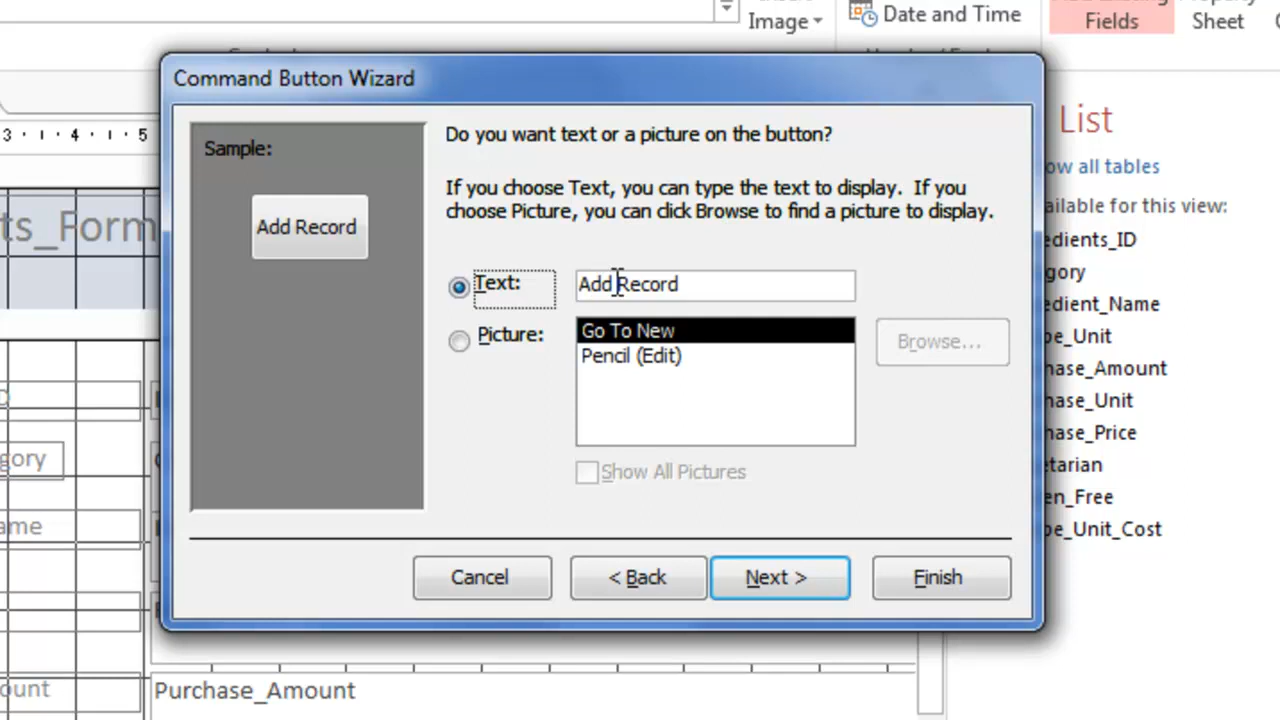 Image
Date and Time
Fields
Sheet
Command Button Wizard
Sample:
Add Record
Do you want text or a picture on the button?
If you choose Text, you can type the text to display. If you
choose Picture, you can click Browse to find a picture to display.
Text:
Add Record
Picture:
Go To New
Pencil (Edit)
Browse...
Show All Pictures
Cancel
< Back
Next >
Finish
3 4 5
ts_Form
gory
ame
ount
Purchase_Amount
List
ow all tables
ailable for this view:
edients_ID
gory
edient_Name
pe_Unit
hase_Amount
hase_Unit
hase_Price
etarian
en_Free
pe_Unit_Cost